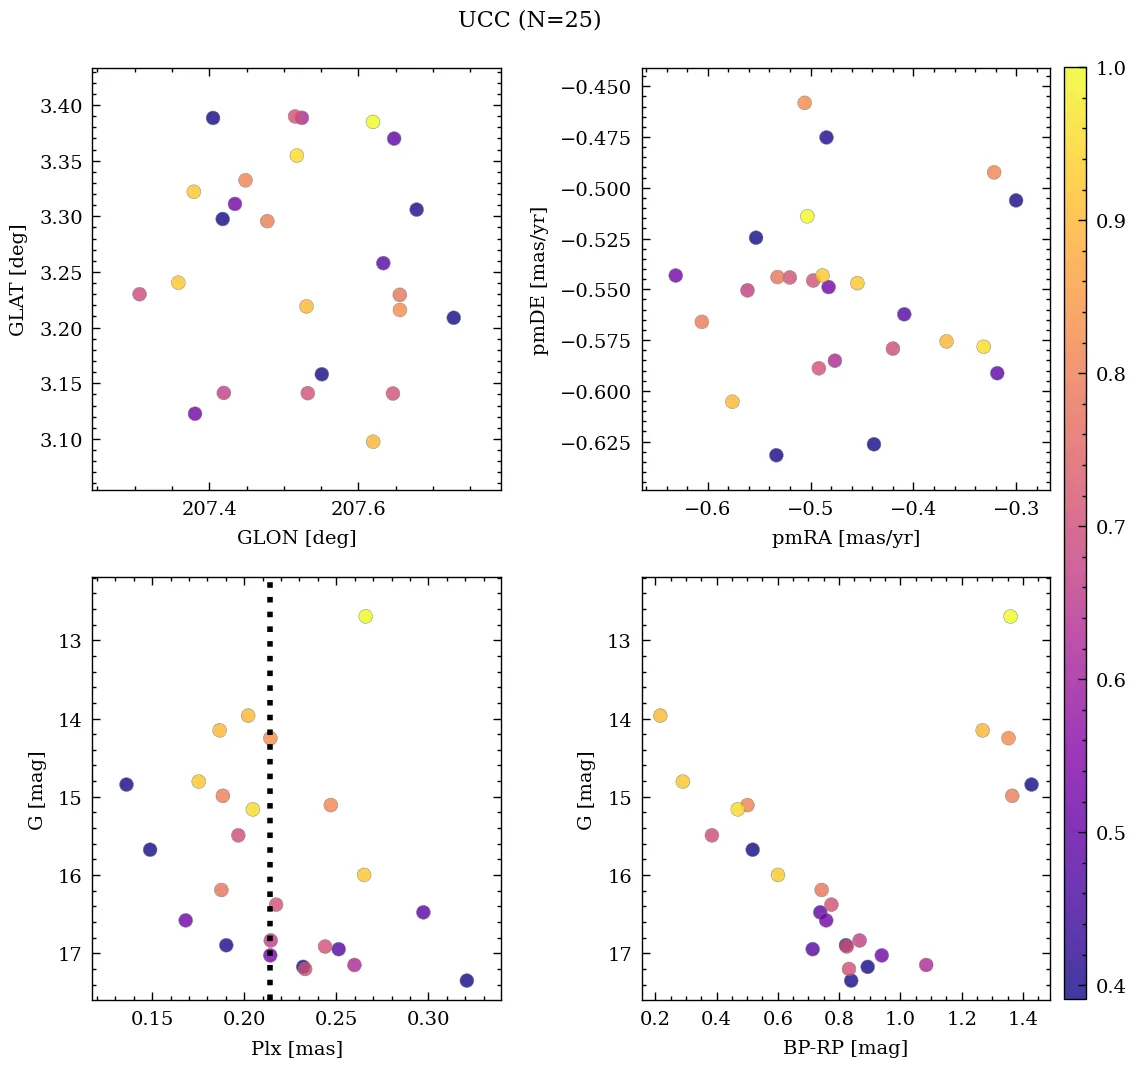 UCC (N=25)
3.40
3.35
3.30
3.25
3.20
3.15
3.10
GLAT [deg]
207.4 207.6
GLON [deg]
−0.450
−0.475
−0.500
−0.525
−0.550
−0.575
−0.600
−0.625
pmDE [mas/yr]
−0.6 −0.5 −0.4 −0.3
pmRA [mas/yr]
13
14
15
16
17
G [mag]
0.15 0.20 0.25 0.30
Plx [mas]
13
14
15
16
17
G [mag]
0.2 0.4 0.6 0.8 1.0 1.2 1.4
BP-RP [mag]
1.0
0.9
0.8
0.7
0.6
0.5
0.4